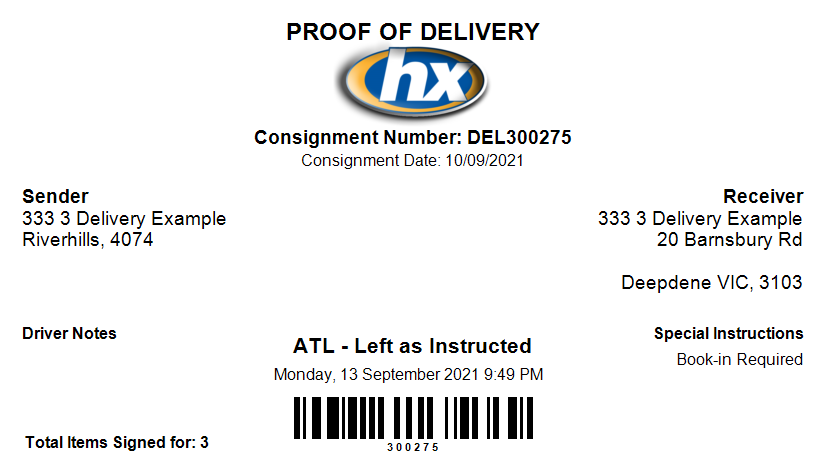 PROOF OF DELIVERY
hx
Consignment Number: DEL300275
Consignment Date: 10/09/2021
Sender
333 3 Delivery Example
Riverhills, 4074
Receiver
333 3 Delivery Example
20 Barnsbury Rd
Deepdene VIC, 3103
Driver Notes
ATL - Left as Instructed
Monday, 13 September 2021 9:49 PM
Special Instructions
Book-in Required
300275
Total Items Signed for: 3